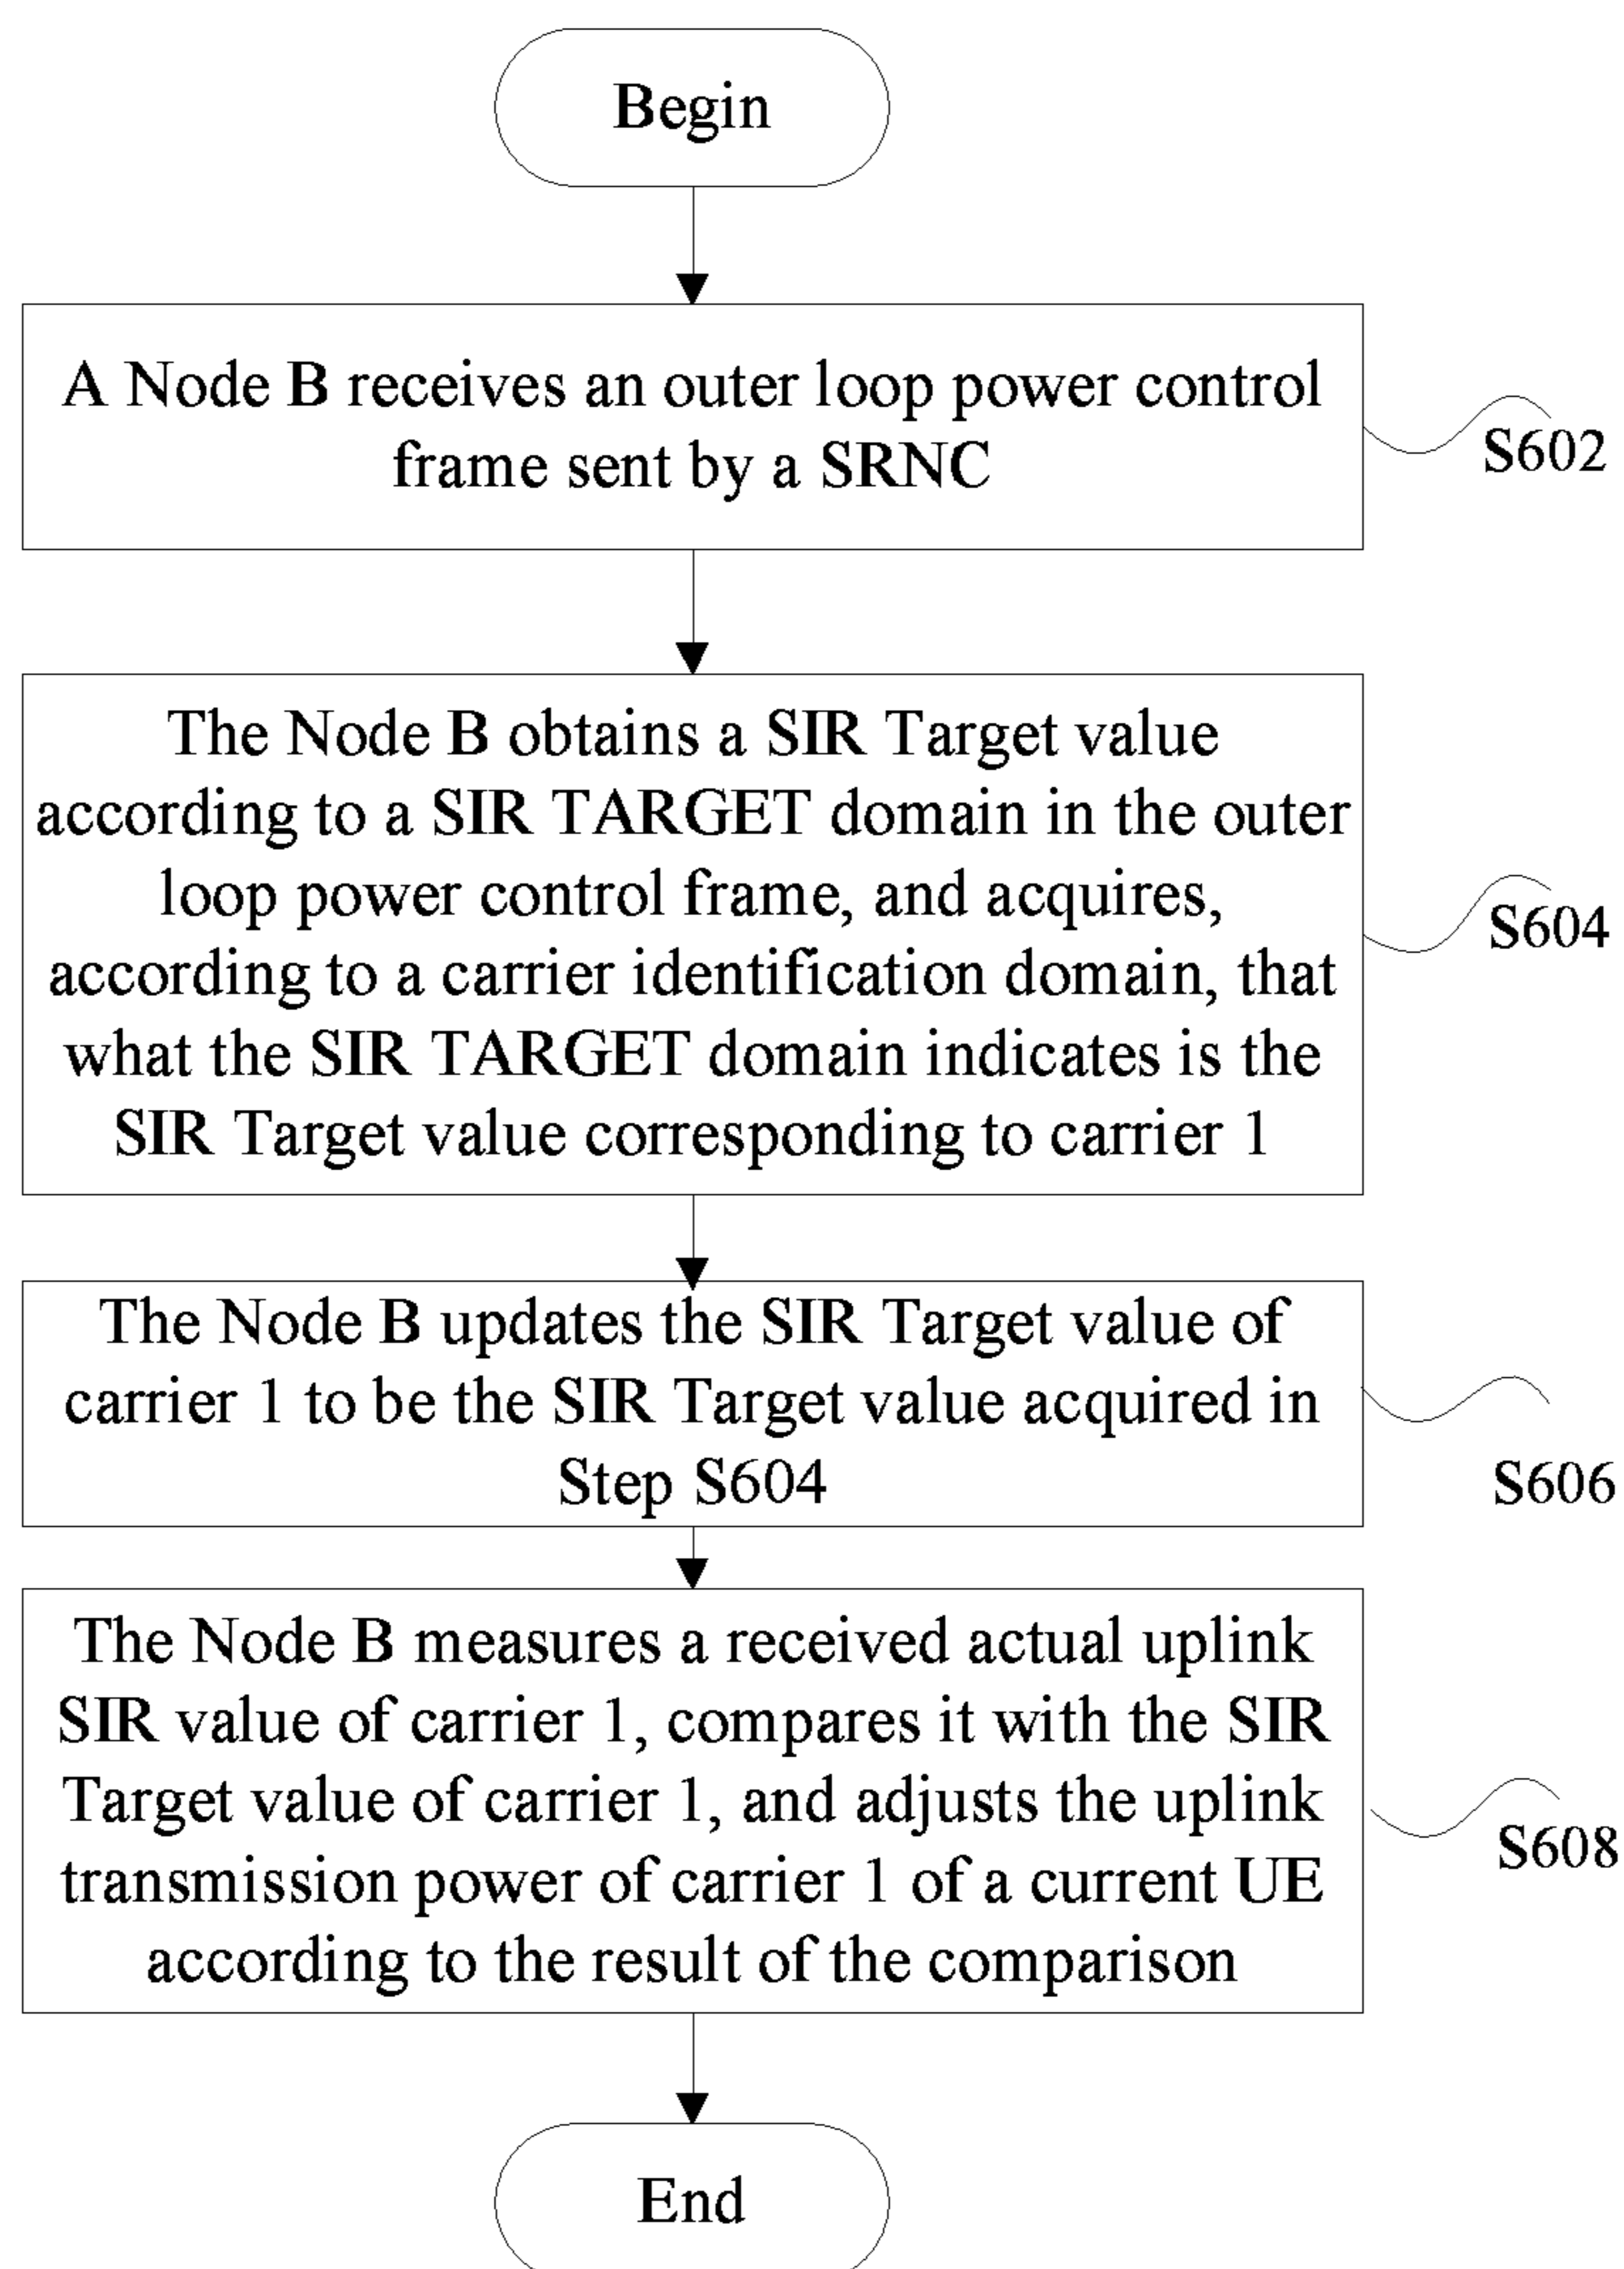 Begin
A Node B receives an outer loop power control
frame sent by a SRNC
S602
The Node B obtains a SIR Target value
according to a SIR TARGET domain in the outer
loop power control frame, and acquires,
according to a carrier identification domain, that
what the SIR TARGET domain indicates is the
SIR Target value corresponding to carrier 1
S604
The Node B updates the SIR Target value of
carrier 1 to be the SIR Target value acquired in
Step S604
S606
The Node B measures a received actual uplink
SIR value of carrier 1, compares it with the SIR
Target value of carrier 1, and adjusts the uplink
transmission power of carrier 1 of a current UE
according to the result of the comparison
S608
End